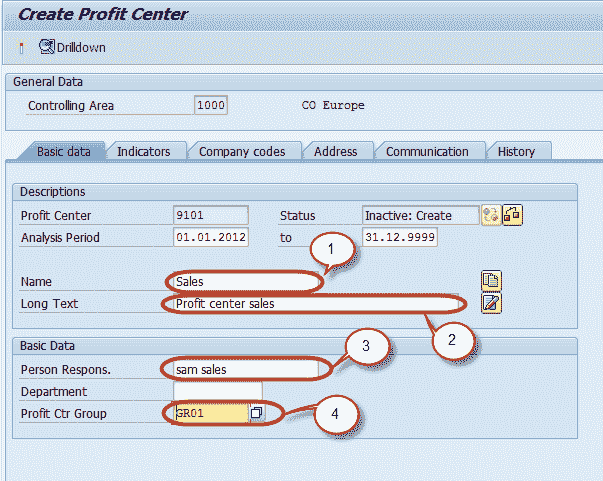 Create Profit Center
Drilldown
General Data
Controlling Area 1000 CO Europe
Basic data Indicators Company codes Address Communication History
Descriptions
Profit Center 9101 Status Inactive: Create
Analysis Period 01.01.2012 to 31.12.9999
1
Name Sales
Long Text Profit center sales
2
Basic Data
3
Person Respons. sam sales
Department
Profit Ctr Group GR01
4